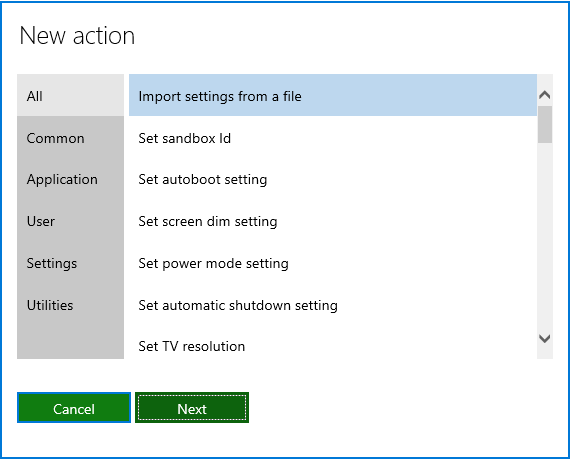 New action
All
Import settings from a file
Common
Set sandbox Id
Application
Set autoboot setting
User
Set screen dim setting
Settings
Set power mode setting
Utilities
Set automatic shutdown setting
Set TV resolution
Cancel
Next